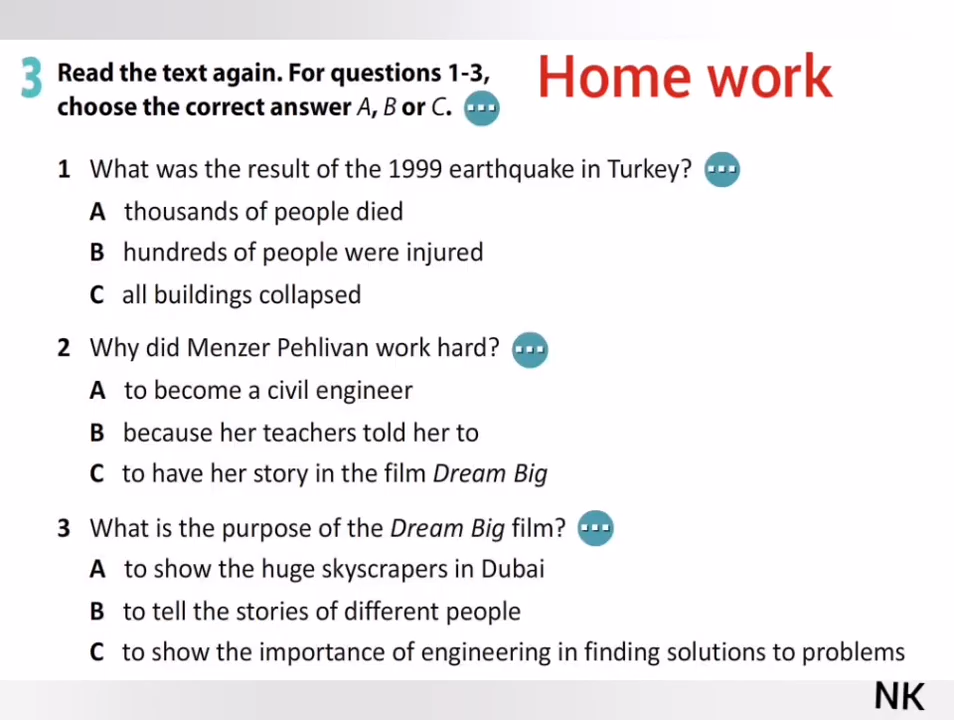 3 Read the text again. For questions 1-3,
choose the correct answer A, B or C.
Home work
1 What was the result of the 1999 earthquake in Turkey?
A thousands of people died
B hundreds of people were injured
C all buildings collapsed
2 Why did Menzer Pehlivan work hard?
A to become a civil engineer
B because her teachers told her to
C to have her story in the film Dream Big
3 What is the purpose of the Dream Big film?
A to show the huge skyscrapers in Dubai
B to tell the stories of different people
C to show the importance of engineering in finding solutions to problems
NK